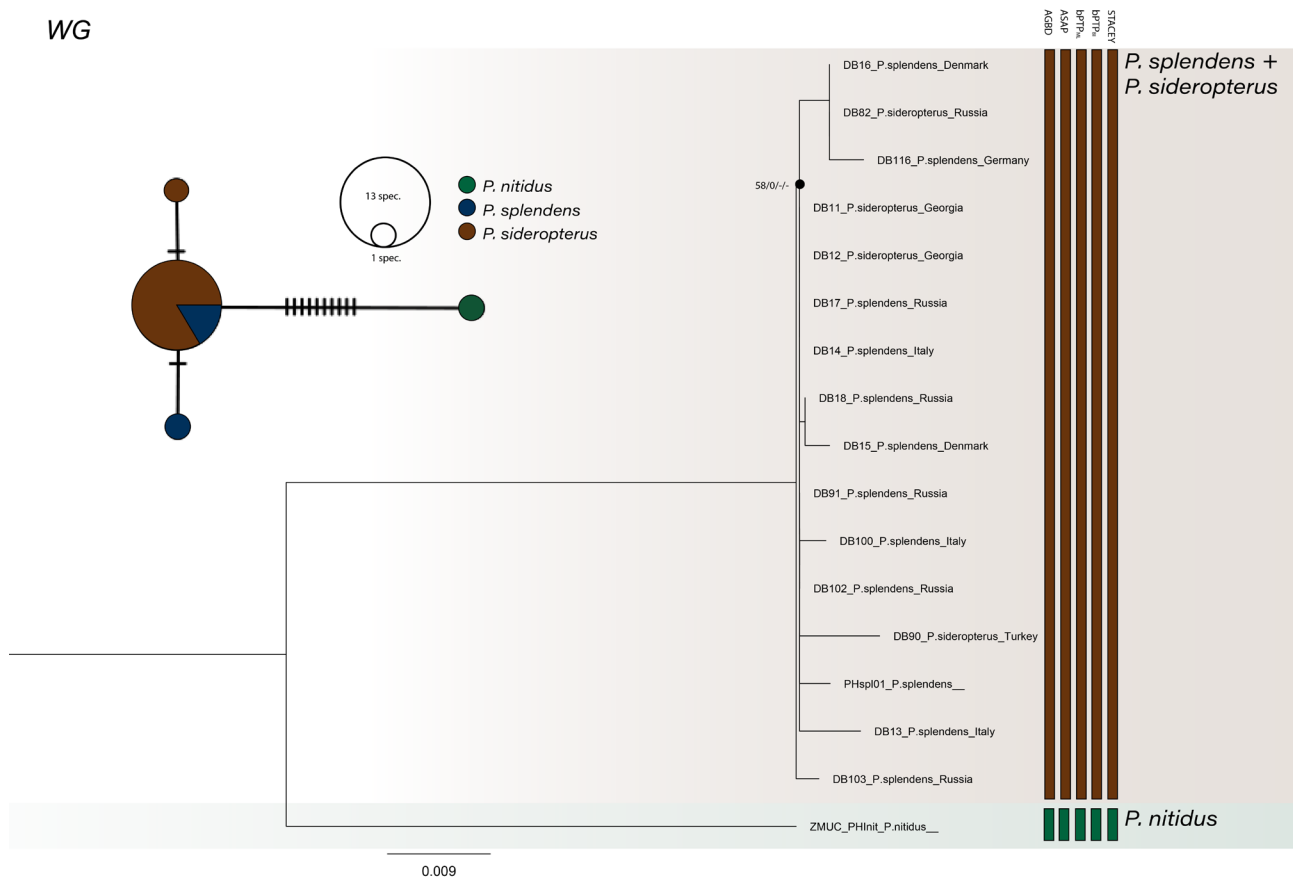 WG
AGBD
ASAP
bPTPML
bPTPBI
STACEY
P. splendens +
P. sideropterus
DB16_P.splendens_Denmark
DB82_P.sideropterus_Russia
DB116_P.splendens_Germany
58/0/-/-
13 spec.
1 spec.
P. nitidus
P. splendens
P. sideropterus
DB11_P.sideropterus_Georgia
DB12_P.sideropterus_Georgia
DB17_P.splendens_Russia
DB14_P.splendens_Italy
DB18_P.splendens_Russia
DB15_P.splendens_Denmark
DB91_P.splendens_Russia
DB100_P.splendens_Italy
DB102_P.splendens_Russia
DB90_P.sideropterus_Turkey
PHspl01_P.splendens__
DB13_P.splendens_Italy
DB103_P.splendens_Russia
ZMUC_PHInit_P.nitidus__
P. nitidus
0.009